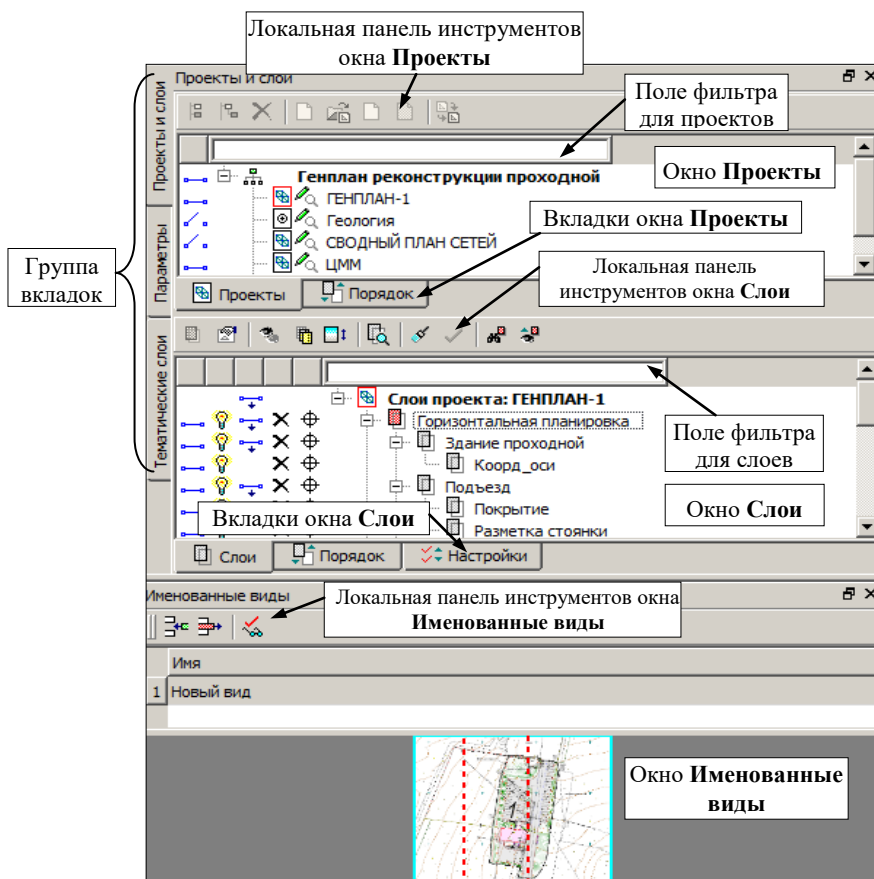 Локальная панель инструментов
окна Проекты
Проекты и слои
Проекты и слои
Параметры
Тематические слои
Группа
вкладок
Поле фильтра
для проектов
Окно Проекты
Генплан реконструкции проходной
ГЕНПЛАН-1
Геология
СВОДНЫЙ ПЛАН СЕТЕЙ
ЦММ
Вкладки окна Проекты
Проекты
Порядок
Локальная панель
инструментов окна Слои
Слои проекта: ГЕНПЛАН-1
Горизонтальная планировка
Здание проходной
Коорд_оси
Подъезд
Покрытие
Разметка стоянки
Поле фильтра
для слоев
Окно Слои
Вкладки окна Слои
Слои
Порядок
Настройки
Именованные виды
Локальная панель инструментов окна
Именованные виды
Имя
1 Новый вид
1
Окно Именованные
виды